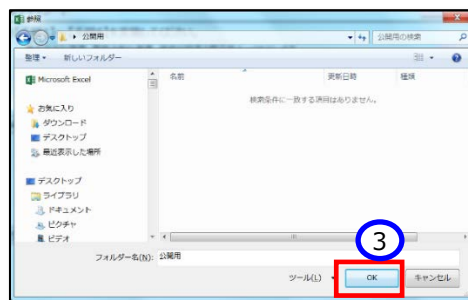 参照
公開用
公開用の検索
整理 新しいフォルダー
Microsoft Excel
お気に入り
ダウンロード
デスクトップ
最近表示した場所
デスクトップ
ライブラリ
ドキュメント
ピクチャ
ビデオ
名前 更新日時 種類
検索条件に一致する項目はありません。
フォルダー名(N): 公開用
3
ツール(L) OK キャンセル